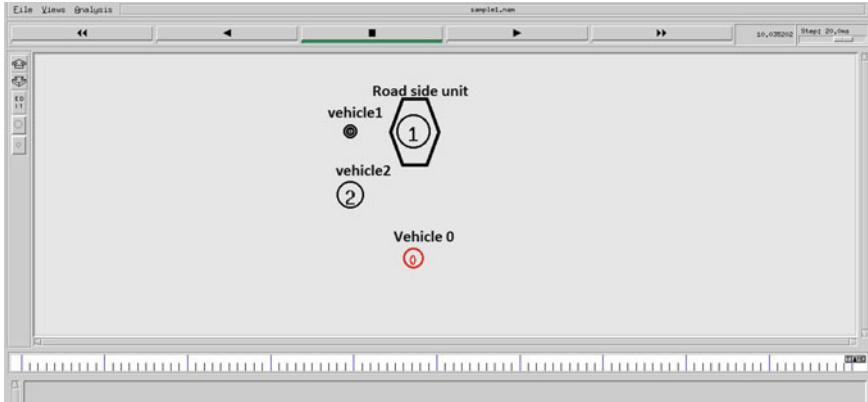 File Views Analysis sample1.nam
10.035202 Step: 20.0ms
Road side unit
vehicle1
1
vehicle2
2
Vehicle 0
0